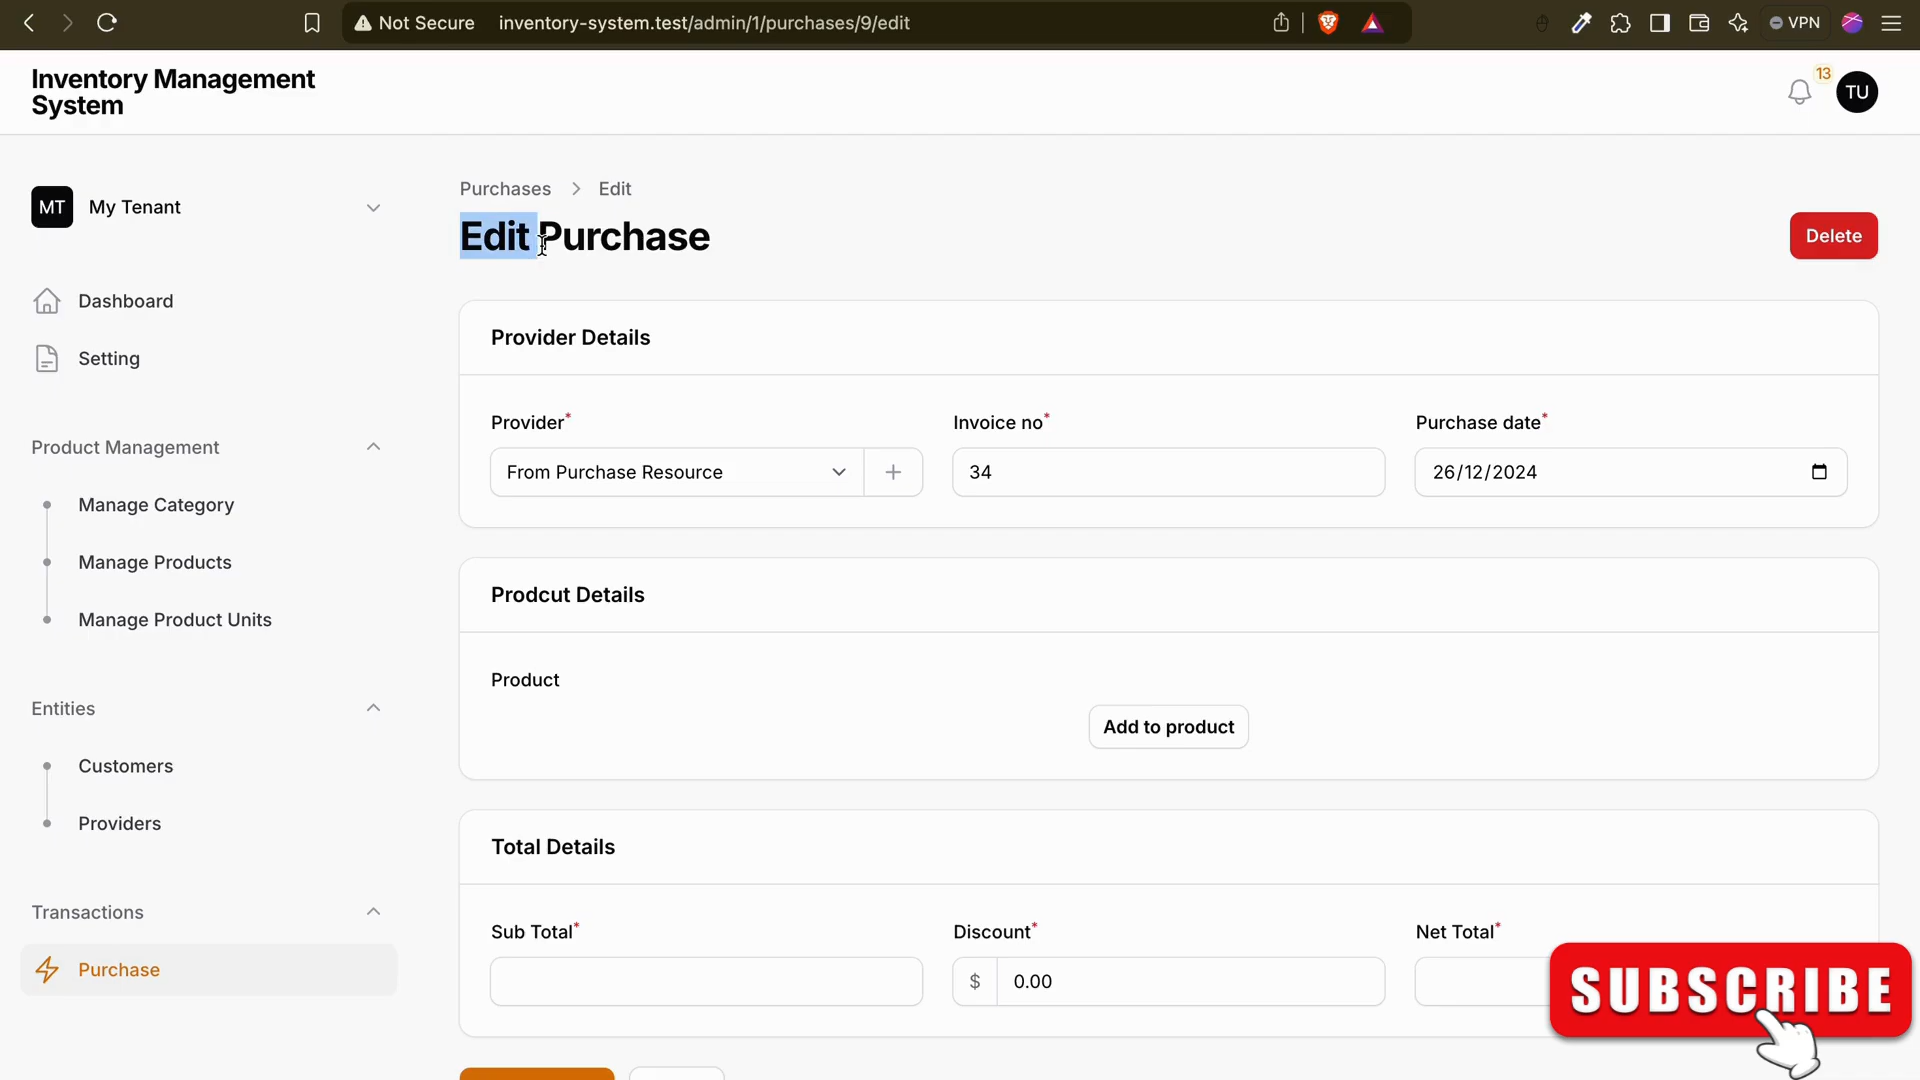 Not Secure inventory-system.test/admin/1/purchases/9/edit VPN
Inventory Management
System
13
TU
MT My Tenant
Dashboard
Setting
Product Management
Manage Category
Manage Products
Manage Product Units
Entities
Customers
Providers
Transactions
Purchase
Purchases > Edit
Edit Purchase
Delete
Provider Details
Provider* Invoice no* Purchase date*
From Purchase Resource + 34 26/12/2024
Prodcut Details
Product
Add to product
Total Details
Sub Total* Discount* Net Total*
$ 0.00
SUBSCRIBE